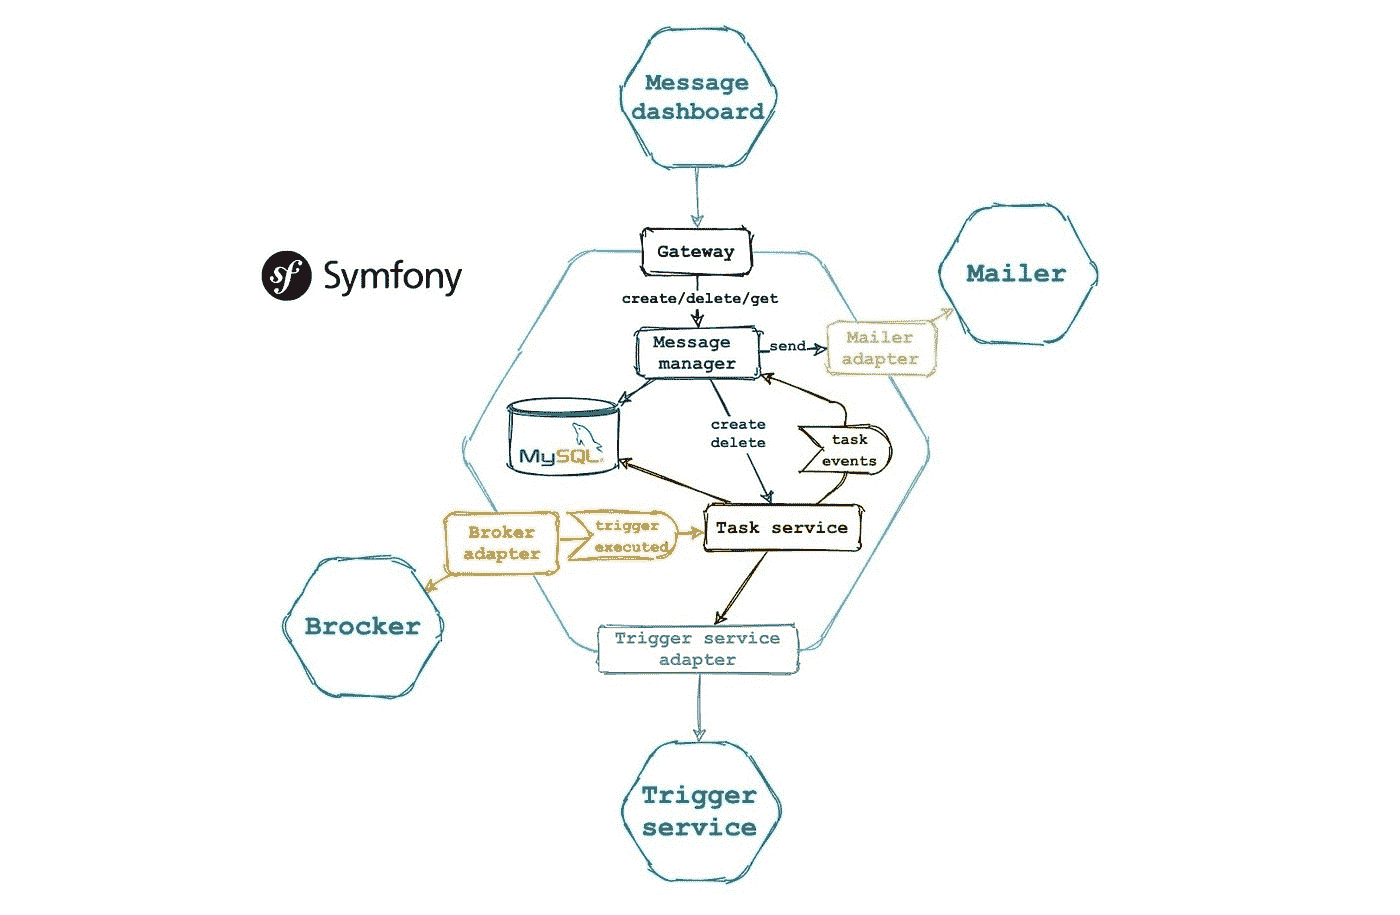 Message
dashboard
Gateway
sf Symfony
Mailer
create/delete/get
Message
manager
send
Mailer
adapter
create
delete
task
events
MySQL
Task service
Broker
adapter
trigger
executed
Brocker
Trigger service
adapter
Trigger
service